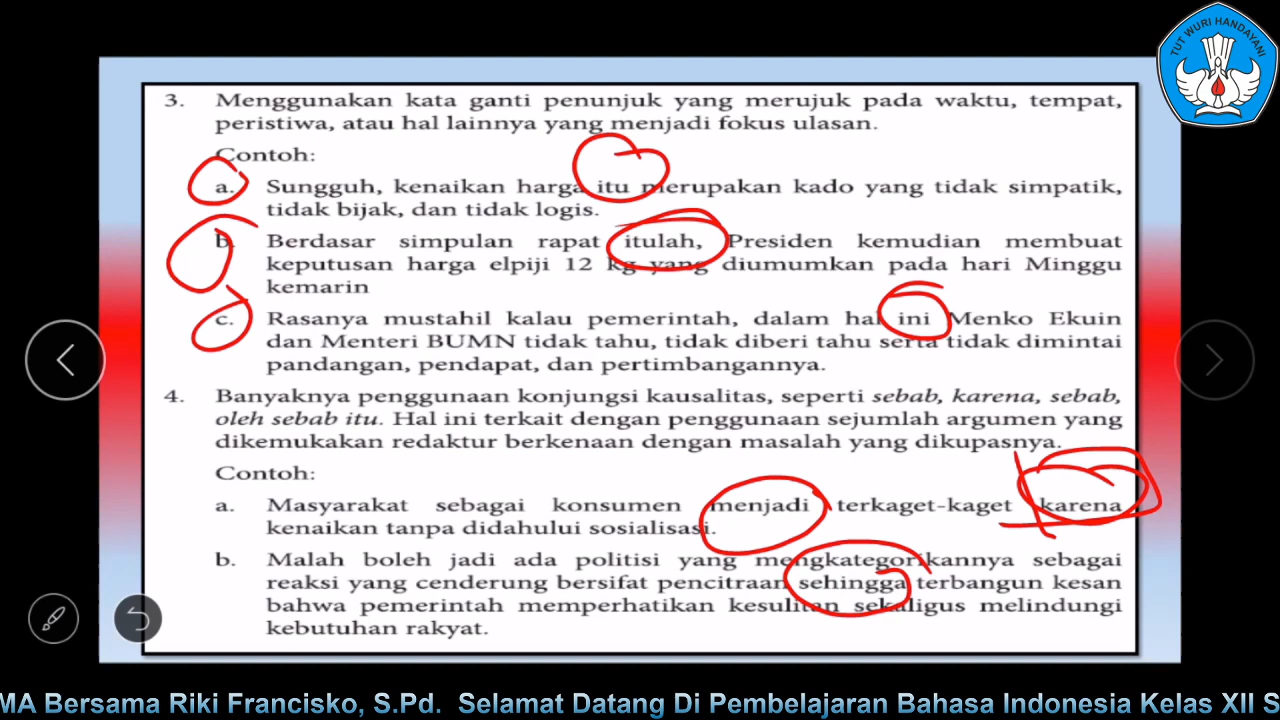 TUT WURI HANDAYANI
3. Menggunakan kata ganti penunjuk yang merujuk pada waktu, tempat,
peristiwa, atau hal lainnya yang menjadi fokus ulasan.
Contoh:
a. Sungguh, kenaikan harga itu merupakan kado yang tidak simpatik,
tidak bijak, dan tidak logis.
b. Berdasar simpulan rapat itulah, Presiden kemudian membuat
keputusan harga elpiji 12 kg yang diumumkan pada hari Minggu
kemarin
c. Rasanya mustahil kalau pemerintah, dalam hal ini Menko Ekuin
dan Menteri BUMN tidak tahu, tidak diberi tahu serta tidak dimintai
pandangan, pendapat, dan pertimbangannya.
4. Banyaknya penggunaan konjungsi kausalitas, seperti sebab, karena, sebab,
oleh sebab itu. Hal ini terkait dengan penggunaan sejumlah argumen yang
dikemukakan redaktur berkenaan dengan masalah yang dikupasnya.
Contoh:
a. Masyarakat sebagai konsumen menjadi terkaget-kaget karena
kenaikan tanpa didahului sosialisasi.
b. Malah boleh jadi ada politisi yang mengkategorikannya sebagai
reaksi yang cenderung bersifat pencitraan sehingga terbangun kesan
bahwa pemerintah memperhatikan kesulitan sekaligus melindungi
kebutuhan rakyat.
MA Bersama Riki Francisko, S.Pd. Selamat Datang Di Pembelajaran Bahasa Indonesia Kelas XII S